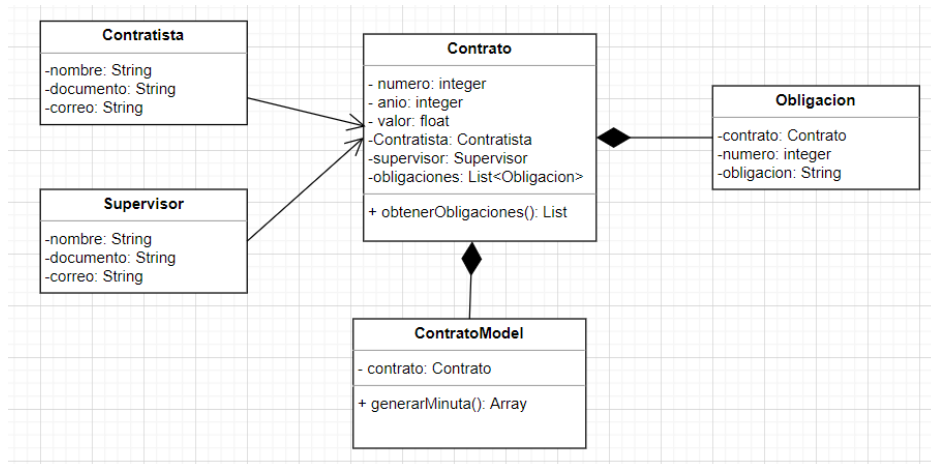 Contratista
-nombre: String
-documento: String
-correo: String
Supervisor
-nombre: String
-documento: String
-correo: String
Contrato
- numero: integer
- anio: integer
- valor: float
-Contratista: Contratista
-supervisor: Supervisor
-obligaciones: List<Obligacion>
+ obtenerObligaciones(): List
Obligacion
-contrato: Contrato
-numero: integer
-obligacion: String
ContratoModel
- contrato: Contrato
+ generarMinuta(): Array